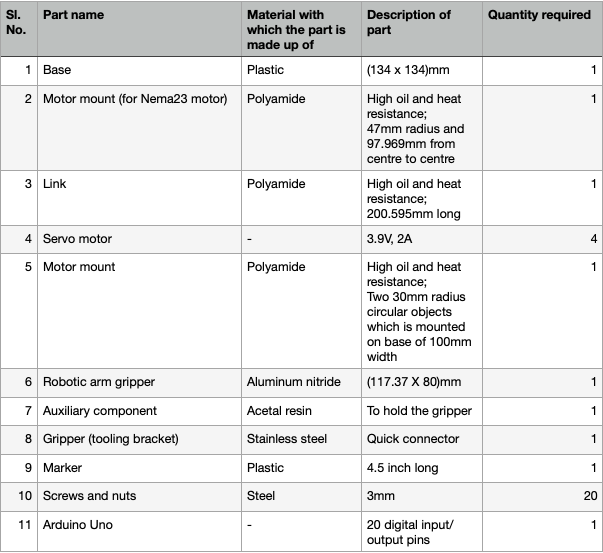 Sl. No. Part name Material with which the part is made up of Description of part Quantity required
1 Base Plastic (134 x 134)mm 1
2 Motor mount (for Nema23 motor) Polyamide High oil and heat resistance; 47mm radius and 97.969mm from centre to centre 1
3 Link Polyamide High oil and heat resistance; 200.595mm long 1
4 Servo motor - 3.9V, 2A 4
5 Motor mount Polyamide High oil and heat resistance; Two 30mm radius circular objects which is mounted on base of 100mm width 1
6 Robotic arm gripper Aluminum nitride (117.37 X 80)mm 1
7 Auxiliary component Acetal resin To hold the gripper 1
8 Gripper (tooling bracket) Stainless steel Quick connector 1
9 Marker Plastic 4.5 inch long 1
10 Screws and nuts Steel 3mm 20
11 Arduino Uno - 20 digital input/ output pins 1